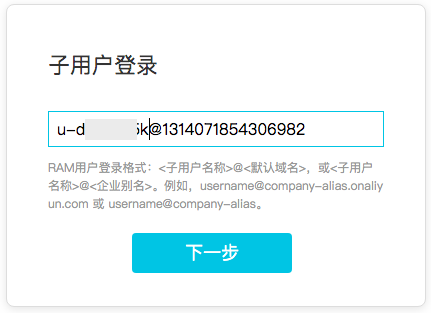 子用户登录
u-d k@1314071854306982
RAM用户登录格式：<子用户名称>@<默认域名>，或<子用户
名称>@<企业别名>。例如，username@company-alias.onaliy
un.com 或 username@company-alias。
下一步